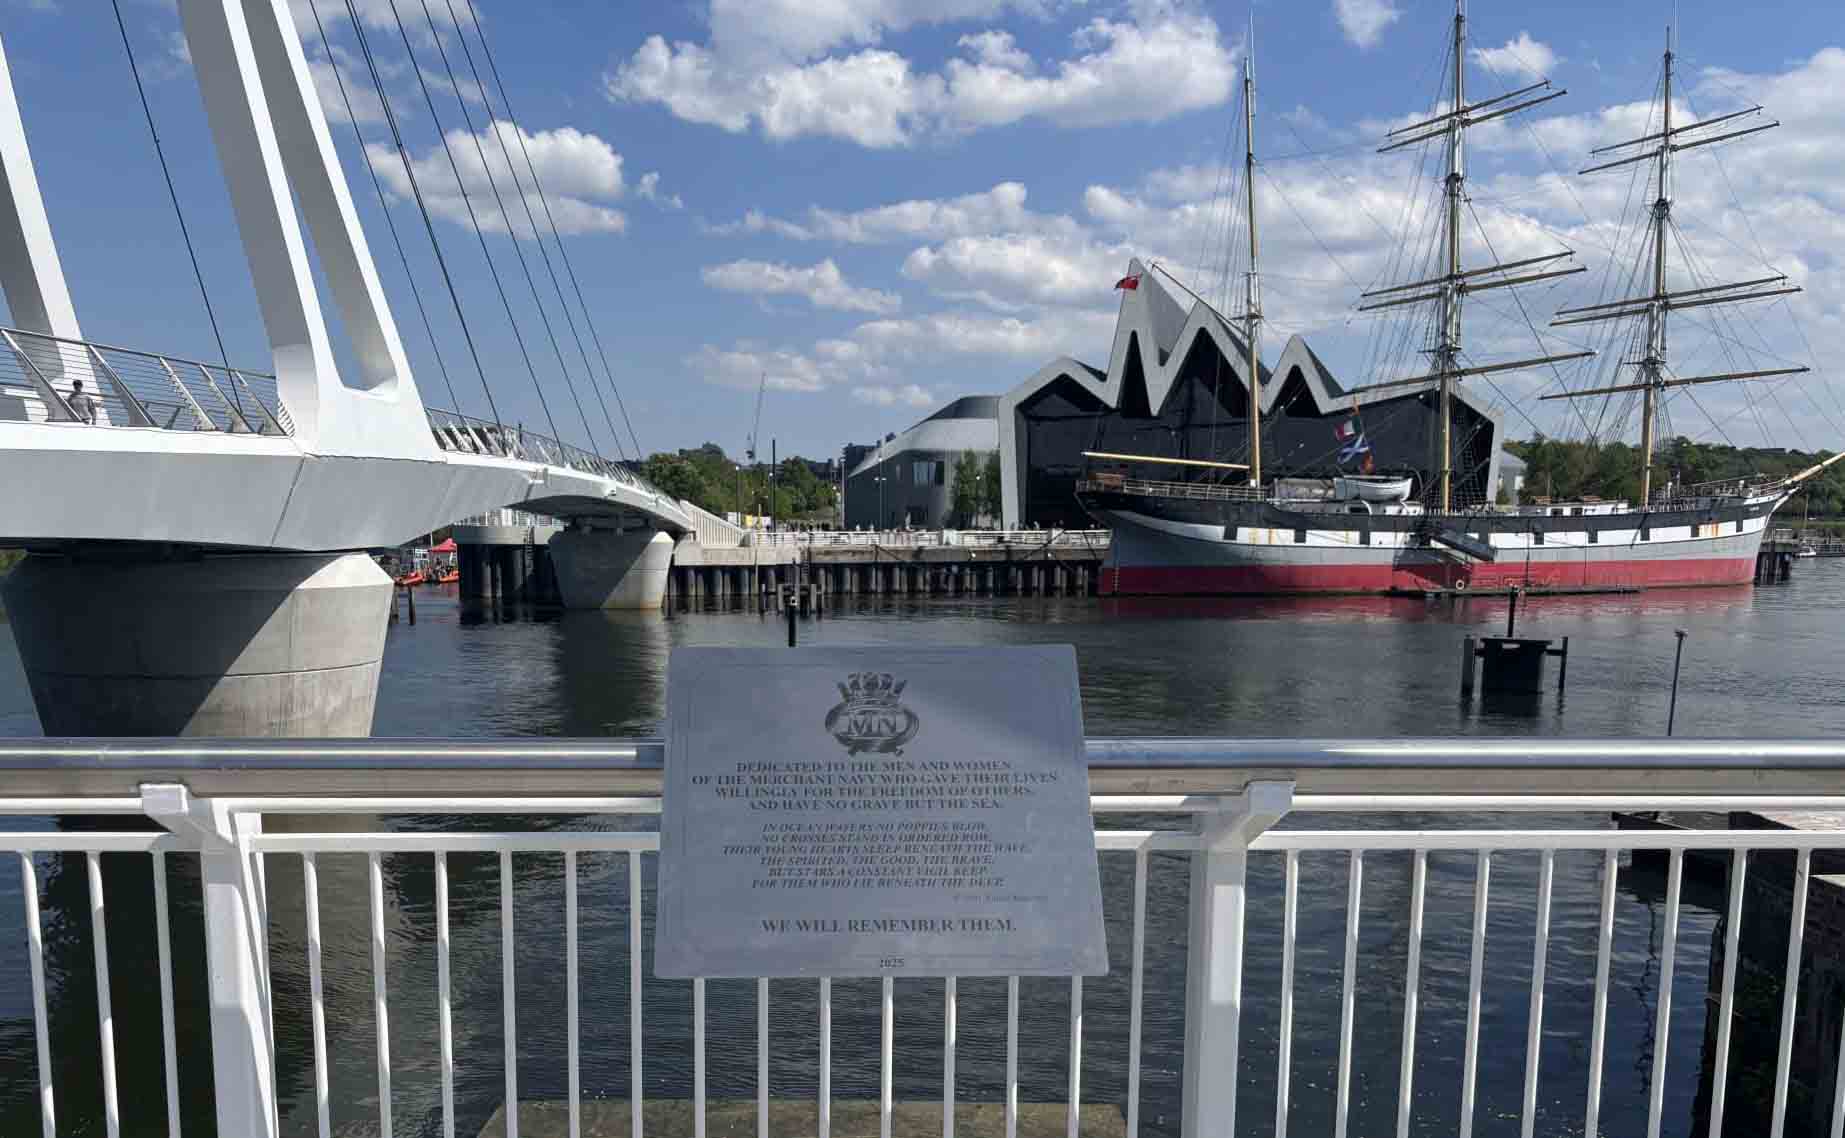 MN
DEDICATED TO THE MEN AND WOMEN
OF THE MERCHANT NAVY WHO GAVE THEIR LIVES
WILLINGLY FOR THE FREEDOM OF OTHERS,
AND HAVE NO GRAVE BUT THE SEA.
IN OCEAN WAVES NO POPPIES BLOW,
NO CROSSES STAND IN ORDERED ROW,
THEIR YOUNG HEARTS SLEEP BENEATH THE WAVE,
THE SPIRITED, THE GOOD, THE BRAVE,
BUT STARS A CONSTANT VIGIL KEEP
FOR THEM WHO LIE BENEATH THE DEEP.
WE WILL REMEMBER THEM.
2025